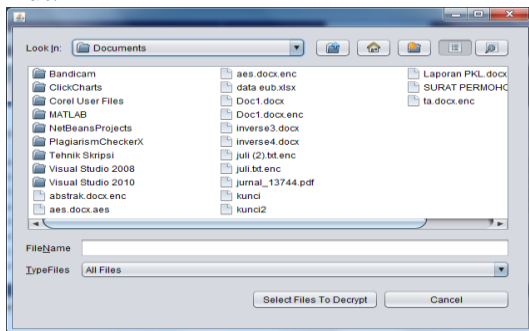 Look In: Documents
Bandicam
ClickCharts
Corel User Files
MATLAB
NetBeansProjects
PlagiarismCheckerX
Tehnik Skripsi
Visual Studio 2008
Visual Studio 2010
abstrak.docx.enc
aes.docx.aes
aes.docx.enc
data eub.xlsx
Doc1.docx
Doc1.docx.enc
inverse3.docx
inverse4.docx
juli (2).txt.enc
juli.txt.enc
jurnal_13744.pdf
kunci
kunci2
Laporan PKL.docx
SURAT PERMOHO
ta.docx.enc
FileName
TypeFiles All Files
Select Files To Decrypt Cancel